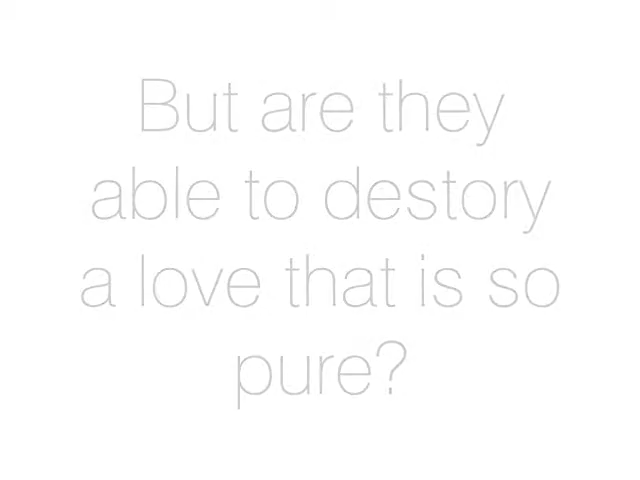 But are they
able to destory
a love that is so
pure?